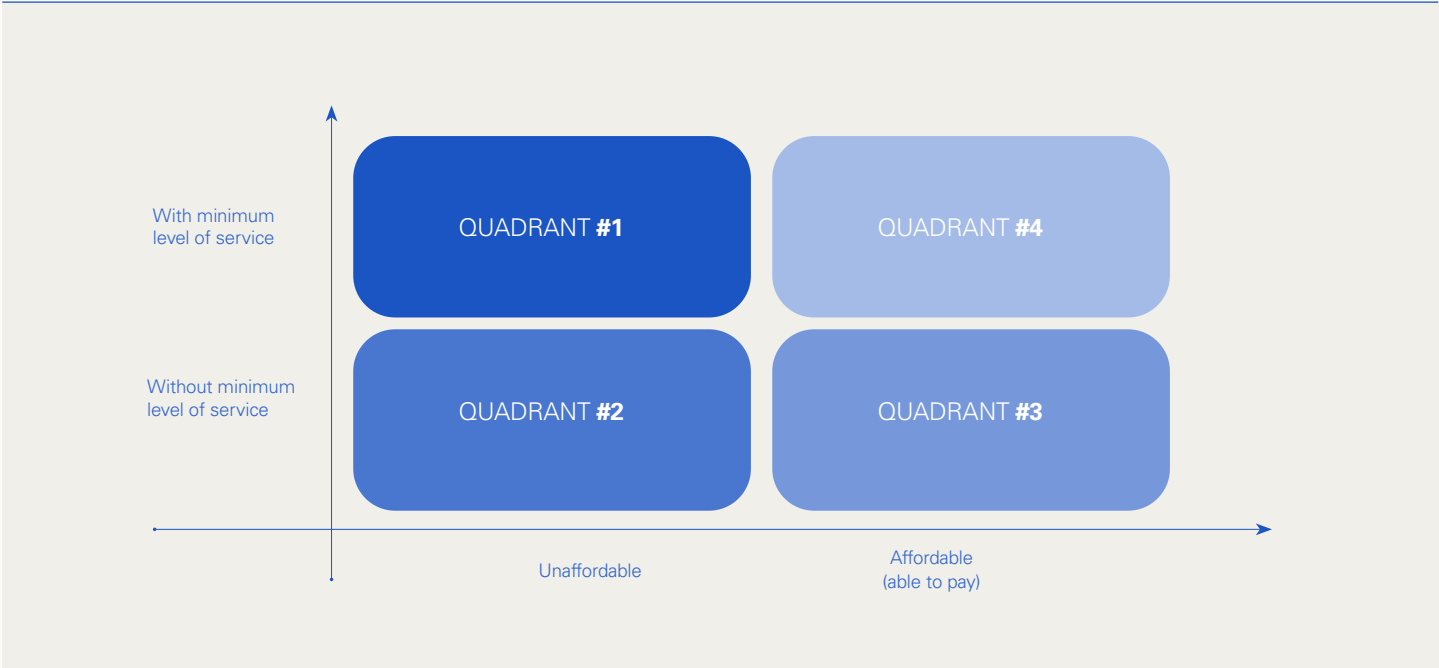 With minimum
level of service
QUADRANT #1
QUADRANT #4
Without minimum
level of service
QUADRANT #2
QUADRANT #3
Unaffordable
Affordable
(able to pay)